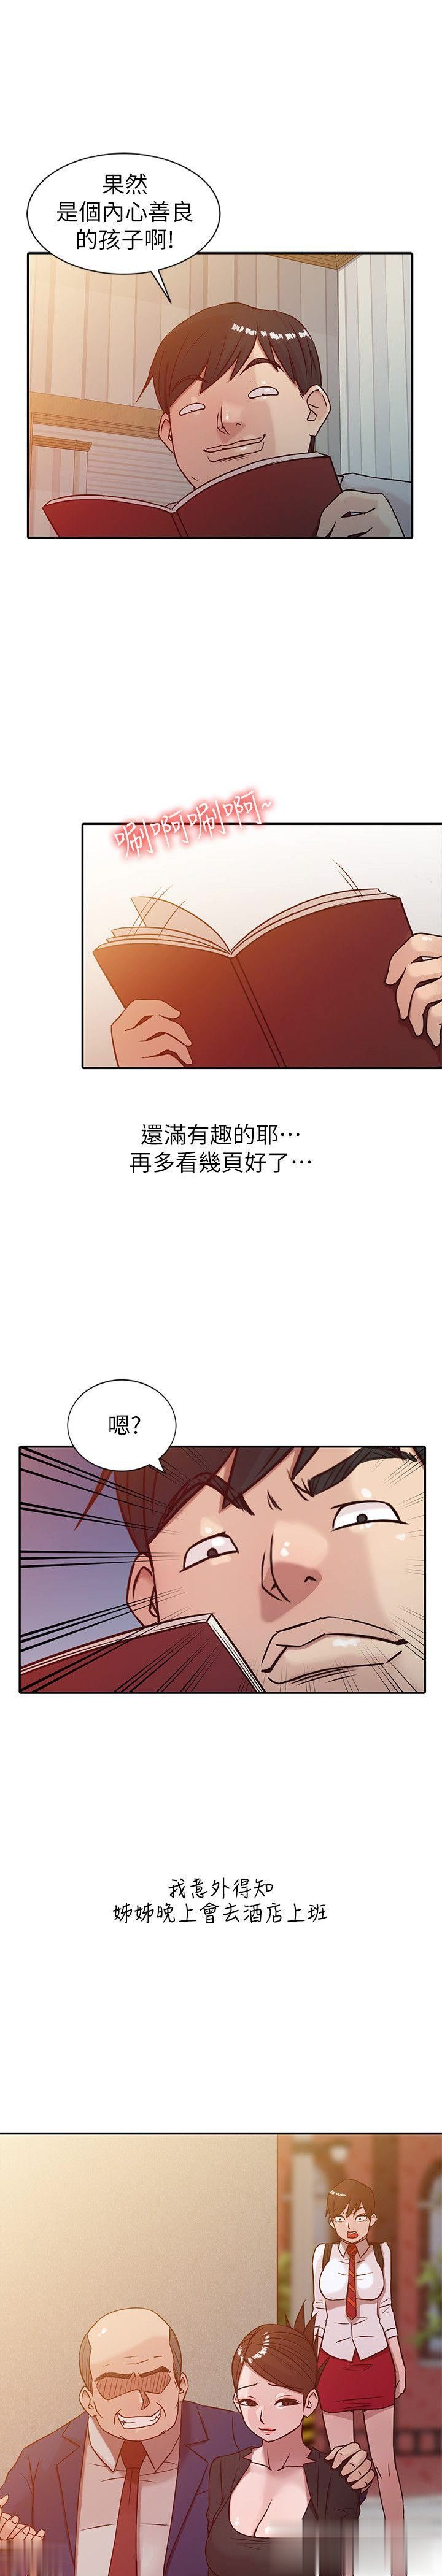 果然
是個內心善良
的孩子啊!
唰啊唰啊~
還滿有趣的耶…
再多看幾頁好了…
嗯?
我意外得知
姊姊晚上會去酒店上班